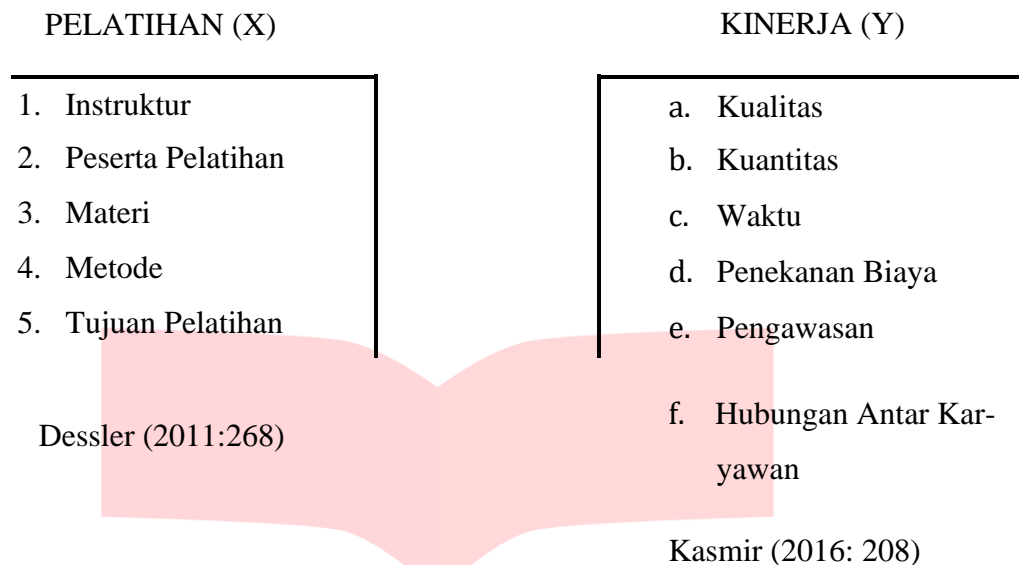 PELATIHAN (X)
1. Instruktur
2. Peserta Pelatihan
3. Materi
4. Metode
5. Tujuan Pelatihan
Dessler (2011:268)
KINERJA (Y)
a. Kualitas
b. Kuantitas
c. Waktu
d. Penekanan Biaya
e. Pengawasan
f. Hubungan Antar Kar-
yawan
Kasmir (2016: 208)